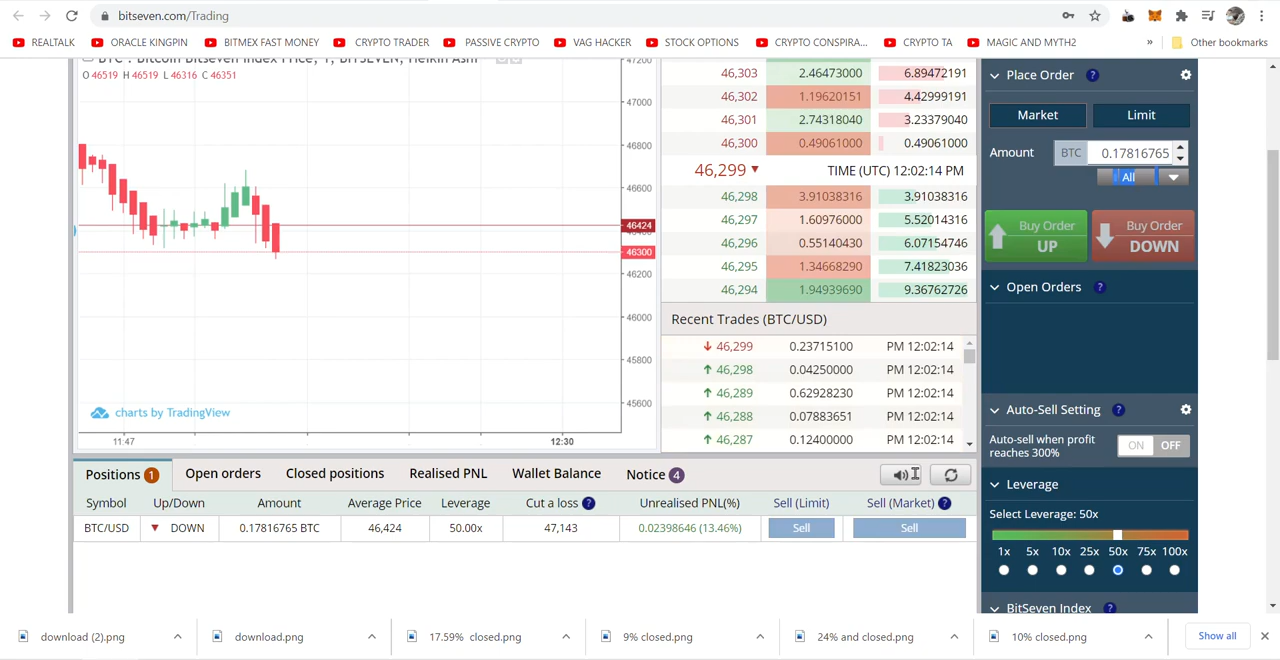 bitseven.com/Trading
REALTALK
ORACLE KINGPIN
BITMEX FAST MONEY
CRYPTO TRADER
PASSIVE CRYPTO
VAG HACKER
STOCK OPTIONS
CRYPTO CONSPIRA...
CRYPTO TA
MAGIC AND MYTH2
»
Other bookmarks
BTC : Bitcoin Bitseven Index Price, 1, BITSEVEN, Heikin Ashi
O 46519 H 46519 L 46316 C 46351
47200
47000
46800
46600
46424
46300
46200
46000
45800
45600
charts by TradingView
11:47
12:30
46,303 2.46473000 6.89472191
46,302 1.19620151 4.42999191
46,301 2.74318040 3.23379040
46,300 0.49061000 0.49061000
46,299 TIME (UTC) 12:02:14 PM
46,298 3.91038316 3.91038316
46,297 1.60976000 5.52014316
46,296 0.55140430 6.07154746
46,295 1.34668290 7.41823036
46,294 1.94939690 9.36762726
Recent Trades (BTC/USD)
46,299 0.23715100 PM 12:02:14
46,298 0.04250000 PM 12:02:14
46,289 0.62928230 PM 12:02:14
46,288 0.07883651 PM 12:02:14
46,287 0.12400000 PM 12:02:14
Place Order ?
Market Limit
Amount BTC 0.17816765
All
Buy Order UP
Buy Order DOWN
Open Orders ?
Auto-Sell Setting ?
Auto-sell when profit
reaches 300%
ON OFF
Leverage
Select Leverage: 50x
1x 5x 10x 25x 50x 75x 100x
BitSeven Index ?
Positions 1 Open orders Closed positions Realised PNL Wallet Balance Notice 4
Symbol Up/Down Amount Average Price Leverage Cut a loss ? Unrealised PNL(%) Sell (Limit) Sell (Market) ?
BTC/USD DOWN 0.17816765 BTC 46,424 50.00x 47,143 0.02398646 (13.46%) Sell Sell
download (2).png
download.png
17.59% closed.png
9% closed.png
24% and closed.png
10% closed.png
Show all